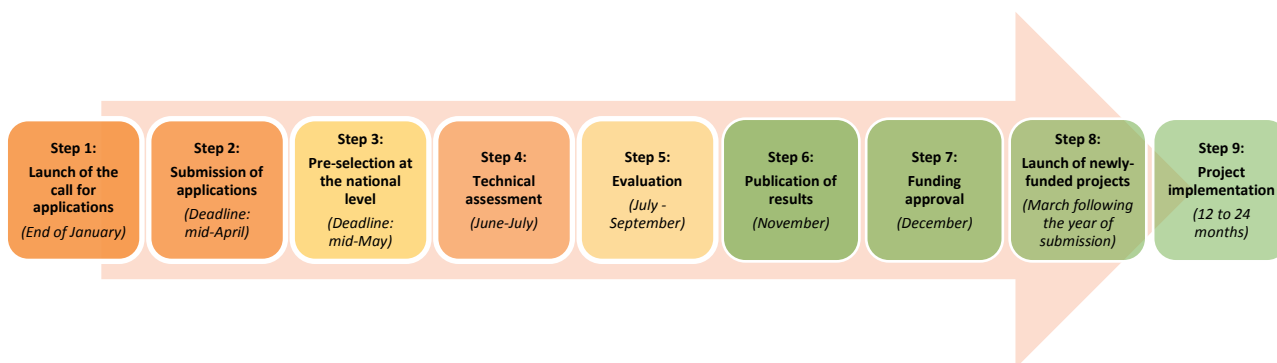 Step 1:
Launch of the
call for
applications
(End of January)
Step 2:
Submission of
applications
(Deadline:
mid-April)
Step 3:
Pre-selection at
the national
level
(Deadline:
mid-May)
Step 4:
Technical
assessment
(June-July)
Step 5:
Evaluation
(July -
September)
Step 6:
Publication of
results
(November)
Step 7:
Funding
approval
(December)
Step 8:
Launch of newly-
funded projects
(March following
the year of
submission)
Step 9:
Project
implementation
(12 to 24
months)